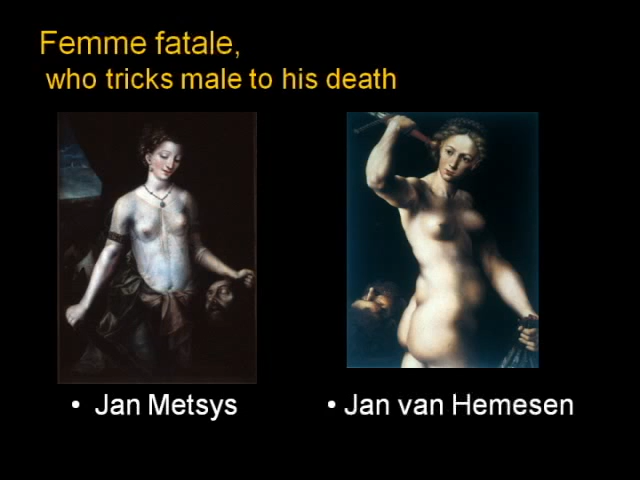 Femme fatale,
who tricks male to his death
• Jan Metsys
• Jan van Hemesen